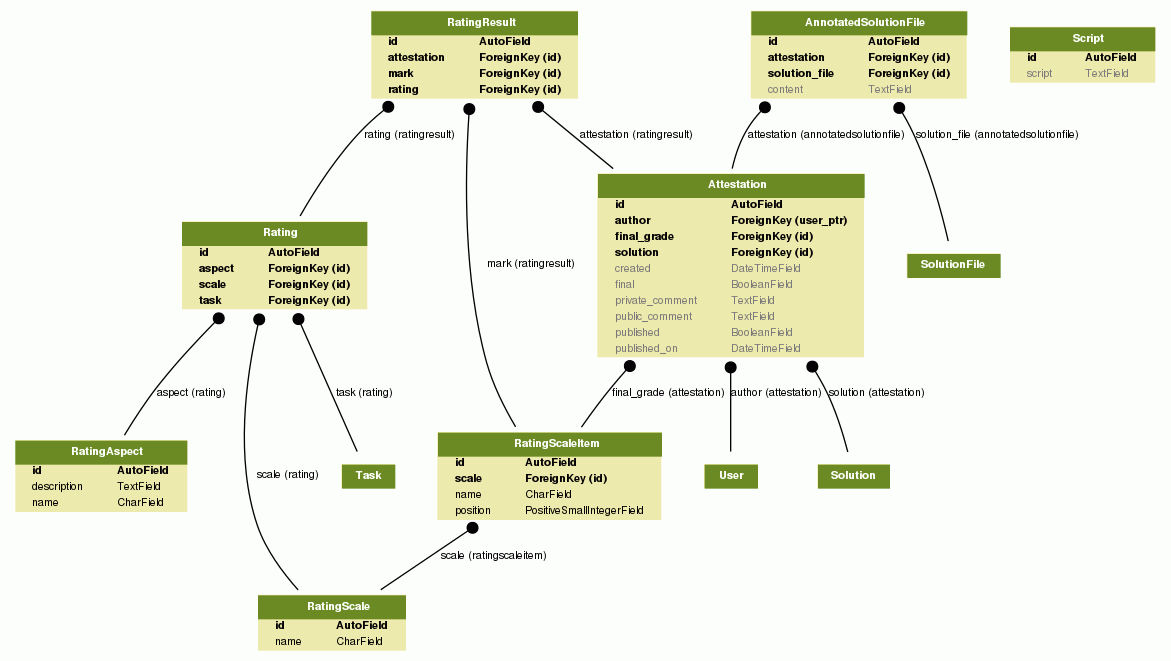 RatingResult
id AutoField
attestation ForeignKey (id)
mark ForeignKey (id)
rating ForeignKey (id)
AnnotatedSolutionFile
id AutoField
attestation ForeignKey (id)
solution_file ForeignKey (id)
content TextField
Script
id AutoField
script TextField
rating (ratingresult)
attestation (ratingresult)
attestation (annotatedsolutionfile)
solution_file (annotatedsolutionfile)
Attestation
id AutoField
author ForeignKey (user_ptr)
final_grade ForeignKey (id)
solution ForeignKey (id)
created DateTimeField
final BooleanField
private_comment TextField
public_comment TextField
published BooleanField
published_on DateTimeField
Rating
id AutoField
aspect ForeignKey (id)
scale ForeignKey (id)
task ForeignKey (id)
mark (ratingresult)
SolutionFile
aspect (rating)
task (rating)
final_grade (attestation)
author (attestation)
solution (attestation)
RatingAspect
id AutoField
description TextField
name CharField
scale (rating)
Task
RatingScaleItem
id AutoField
scale ForeignKey (id)
name CharField
position PositiveSmallIntegerField
User
Solution
scale (ratingscaleitem)
RatingScale
id AutoField
name CharField